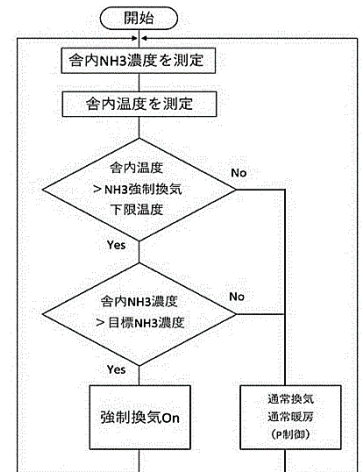 開始
舎内NH3濃度を測定
舎内温度を測定
舎内温度
＞NH3強制換気
下限温度
No
Yes
舎内NH3濃度
＞目標NH3濃度
No
Yes
強制換気On
通常換気
通常暖房
（P制御）